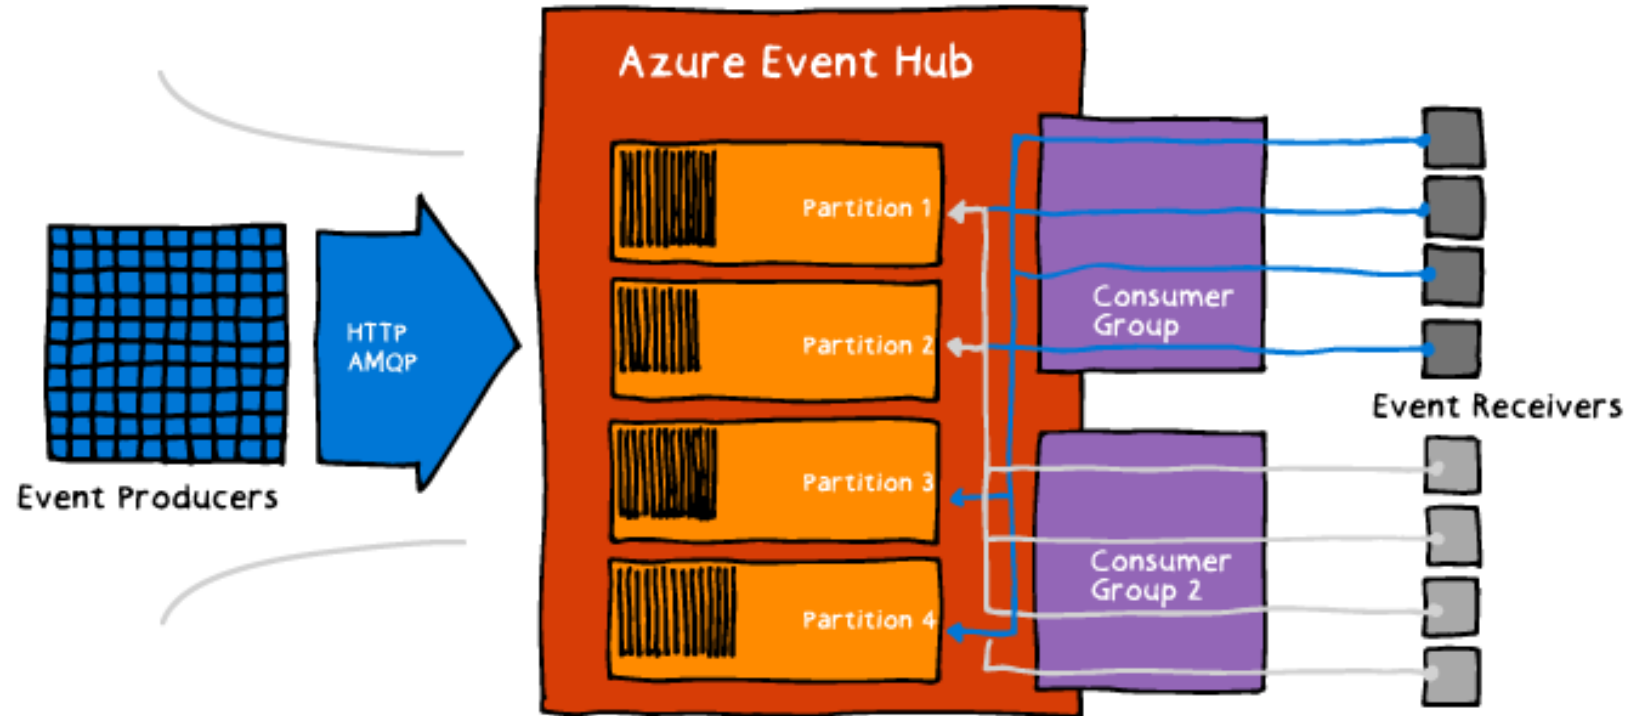 Azure Event Hub
HTTP
AMQP
Event Producers
Partition 1
Partition 2
Partition 3
Partition 4
Consumer
Group
Consumer
Group 2
Event Receivers